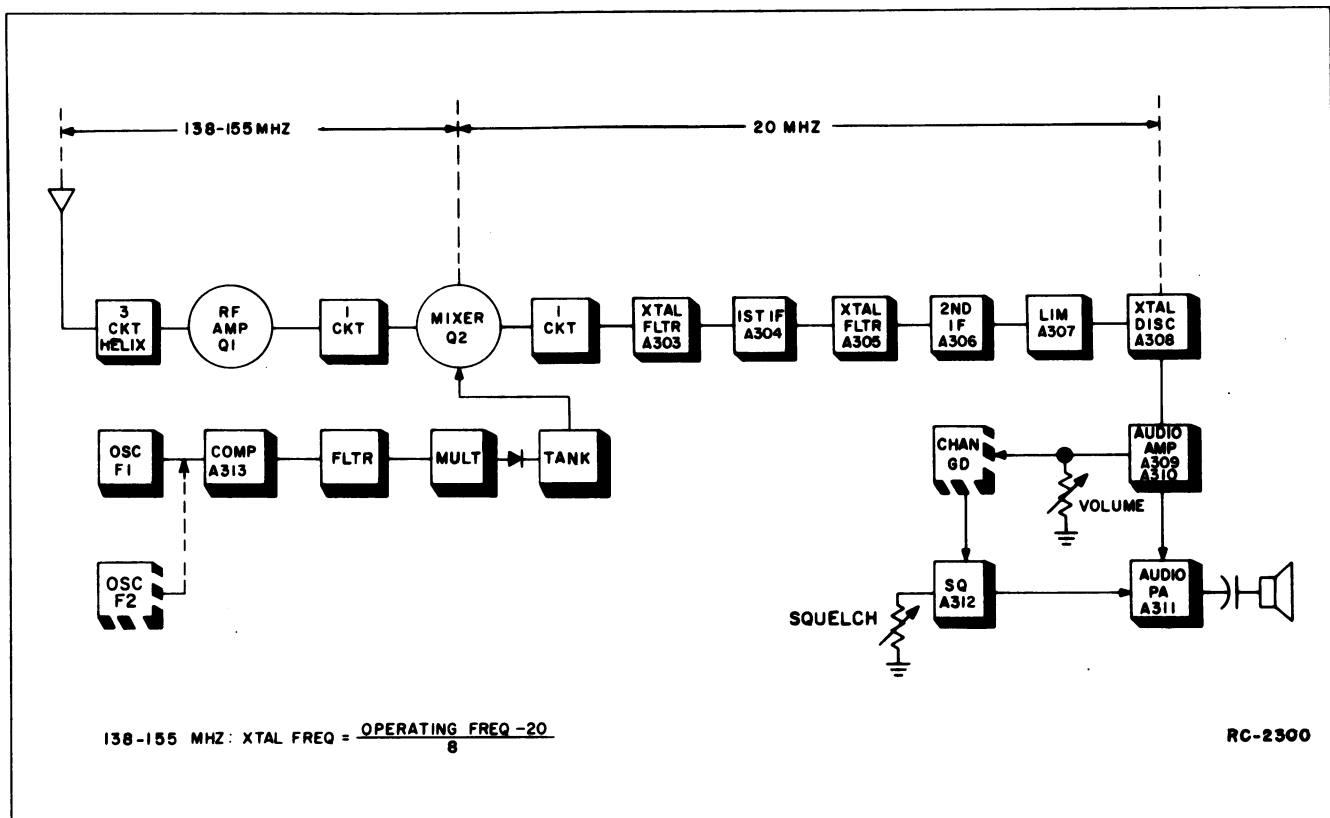 138-155 MHZ
20 MHZ
3
CKT
HELIX
RF
AMP
Q1
1
CKT
MIXER
Q2
1
CKT
XTAL
FLTR
A303
1ST IF
A304
XTAL
FLTR
A305
2ND
IF
A306
LIM
A307
XTAL
DISC
A308
OSC
F1
COMP
A313
FLTR
MULT
TANK
CHAN
GD
AUDIO
AMP
A309
A310
VOLUME
OSC
F2
SQ
A312
AUDIO
PA
A311
SQUELCH
138-155 MHZ: XTAL FREQ = OPERATING FREQ -20
8
RC-2300